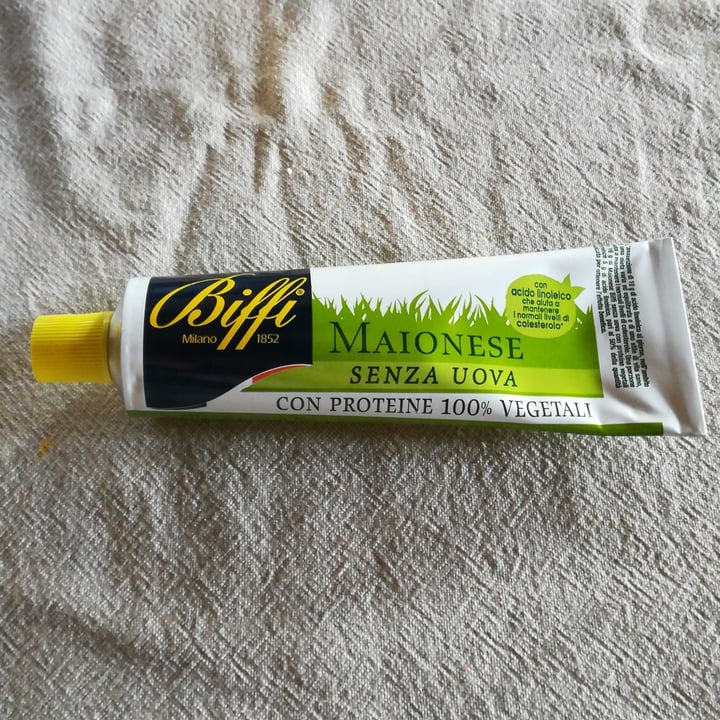 Biffi®
Milano 1852
MAIONESE
SENZA UOVA
CON PROTEINE 100% VEGETALI
con
acido linoleico
che aiuta a
mantenere
i normali livelli di
colesterolo*